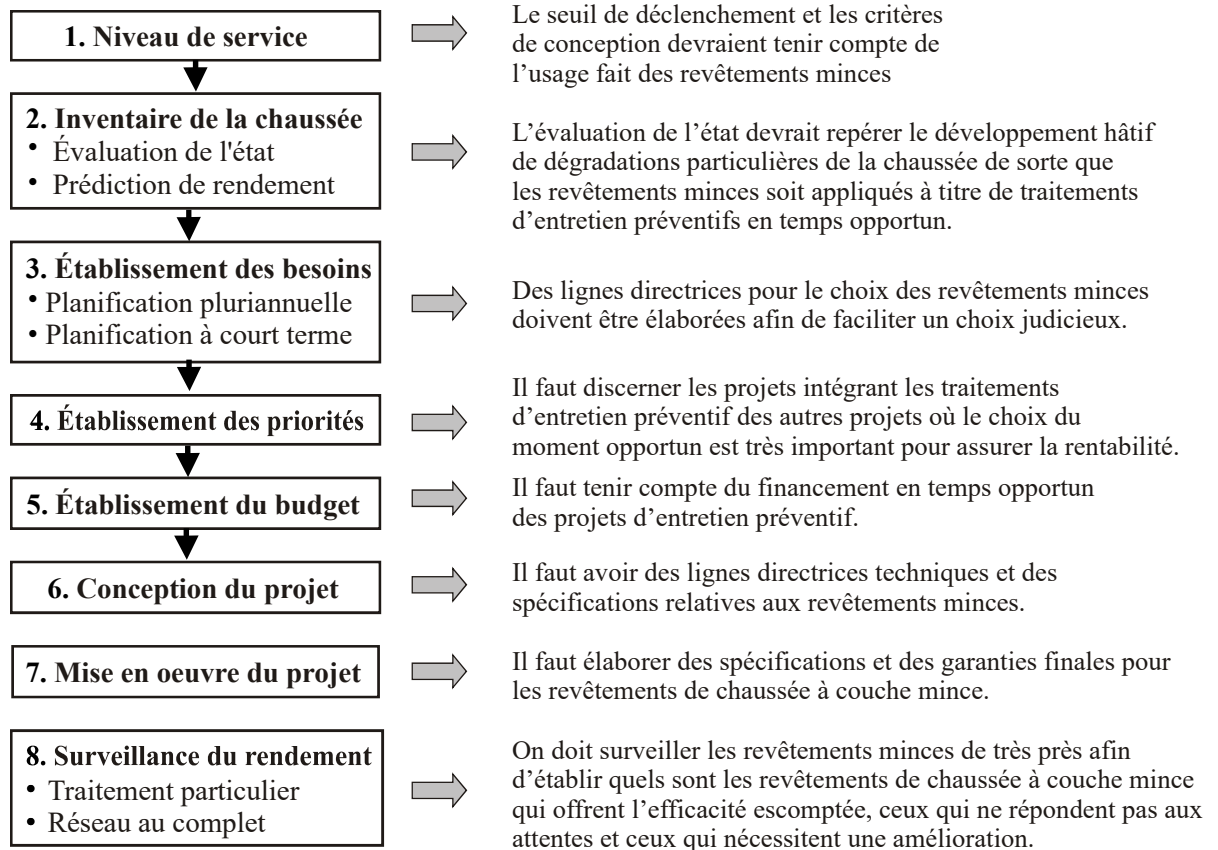 1. Niveau de service
Le seuil de déclenchement et les critères
de conception devraient tenir compte de
l’usage fait des revêtements minces
2. Inventaire de la chaussée
• Évaluation de l'état
• Prédiction de rendement
L’évaluation de l’état devrait repérer le développement hâtif
de dégradations particulières de la chaussée de sorte que
les revêtements minces soit appliqués à titre de traitements
d’entretien préventifs en temps opportun.
3. Établissement des besoins
• Planification pluriannuelle
• Planification à court terme
Des lignes directrices pour le choix des revêtements minces
doivent être élaborées afin de faciliter un choix judicieux.
4. Établissement des priorités
Il faut discerner les projets intégrant les traitements
d’entretien préventif des autres projets où le choix du
moment opportun est très important pour assurer la rentabilité.
5. Établissement du budget
Il faut tenir compte du financement en temps opportun
des projets d’entretien préventif.
6. Conception du projet
Il faut avoir des lignes directrices techniques et des
spécifications relatives aux revêtements minces.
7. Mise en oeuvre du projet
Il faut élaborer des spécifications et des garanties finales pour
les revêtements de chaussée à couche mince.
8. Surveillance du rendement
• Traitement particulier
• Réseau au complet
On doit surveiller les revêtements minces de très près afin
d’établir quels sont les revêtements de chaussée à couche mince
qui offrent l’efficacité escomptée, ceux qui ne répondent pas aux
attentes et ceux qui nécessitent une amélioration.